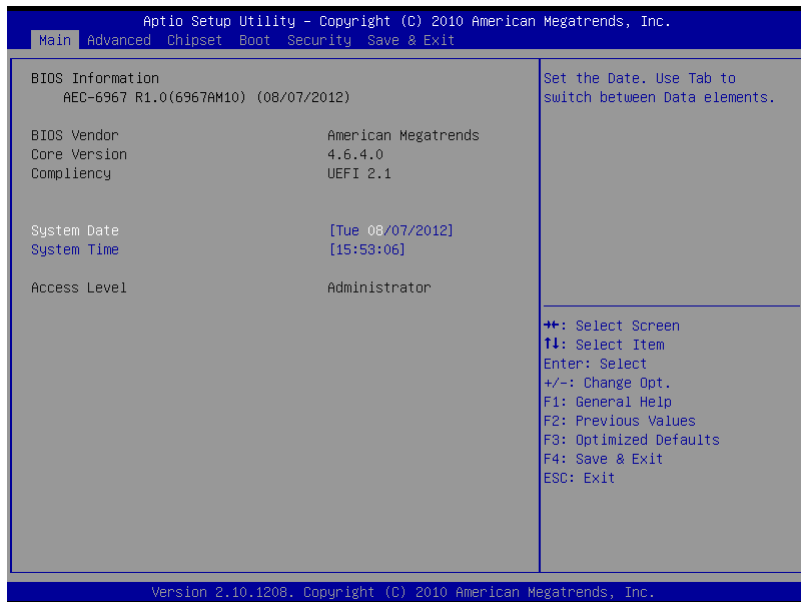 Aptio Setup Utility – Copyright (C) 2010 American Megatrends, Inc.
Main Advanced Chipset Boot Security Save & Exit
BIOS Information
AEC-6967 R1.0(6967AM10) (08/07/2012)
BIOS Vendor American Megatrends
Core Version 4.6.4.0
Compliency UEFI 2.1
System Date [Tue 08/07/2012]
System Time [15:53:06]
Access Level Administrator
Set the Date. Use Tab to
switch between Data elements.
→←: Select Screen
↑↓: Select Item
Enter: Select
+/-: Change Opt.
F1: General Help
F2: Previous Values
F3: Optimized Defaults
F4: Save & Exit
ESC: Exit
Version 2.10.1208. Copyright (C) 2010 American Megatrends, Inc.